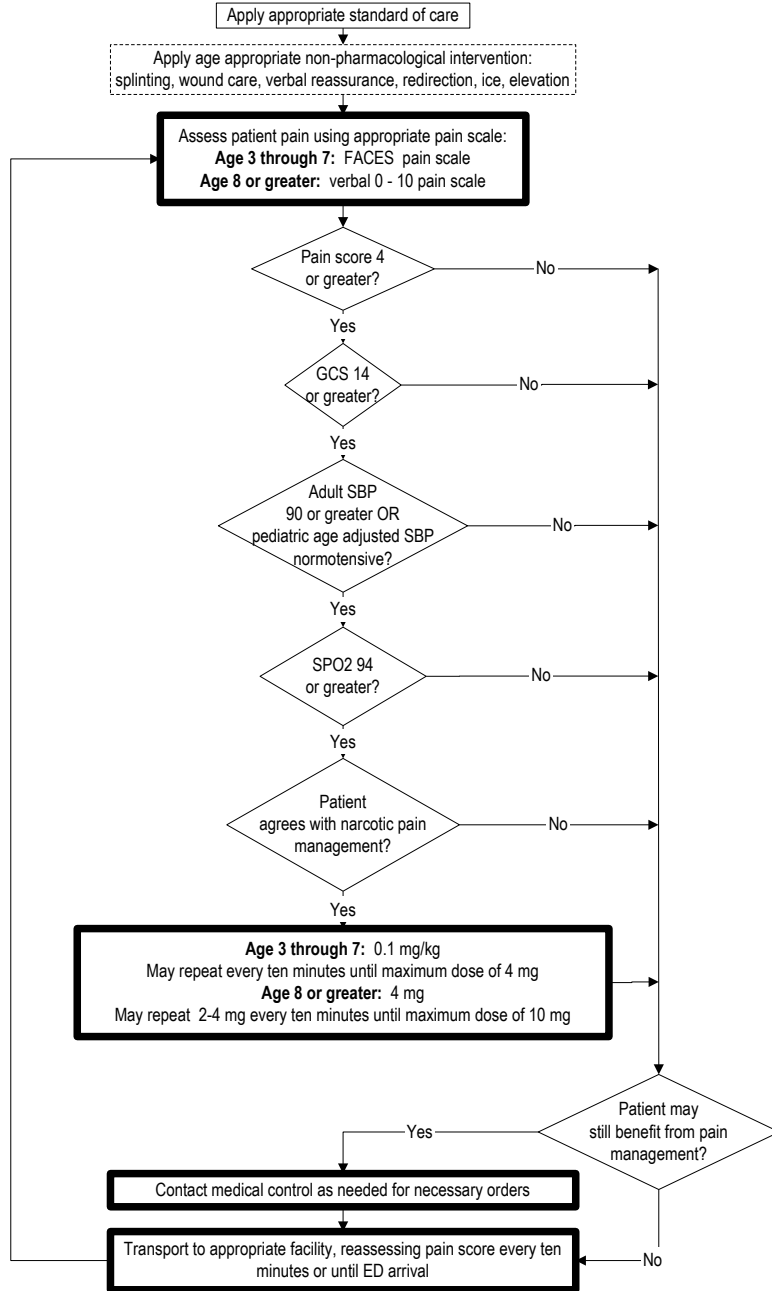 Apply appropriate standard of care
Apply age appropriate non-pharmacological intervention:
splinting, wound care, verbal reassurance, redirection, ice, elevation
Assess patient pain using appropriate pain scale:
Age 3 through 7: FACES pain scale
Age 8 or greater: verbal 0 - 10 pain scale
Pain score 4
or greater?
No
Yes
GCS 14
or greater?
No
Yes
Adult SBP
90 or greater OR
pediatric age adjusted SBP
normotensive?
No
Yes
SPO2 94
or greater?
No
Yes
Patient
agrees with narcotic pain
management?
No
Yes
Age 3 through 7: 0.1 mg/kg
May repeat every ten minutes until maximum dose of 4 mg
Age 8 or greater: 4 mg
May repeat 2-4 mg every ten minutes until maximum dose of 10 mg
Patient may
still benefit from pain
management?
Yes
Contact medical control as needed for necessary orders
No
Transport to appropriate facility, reassessing pain score every ten
minutes or until ED arrival